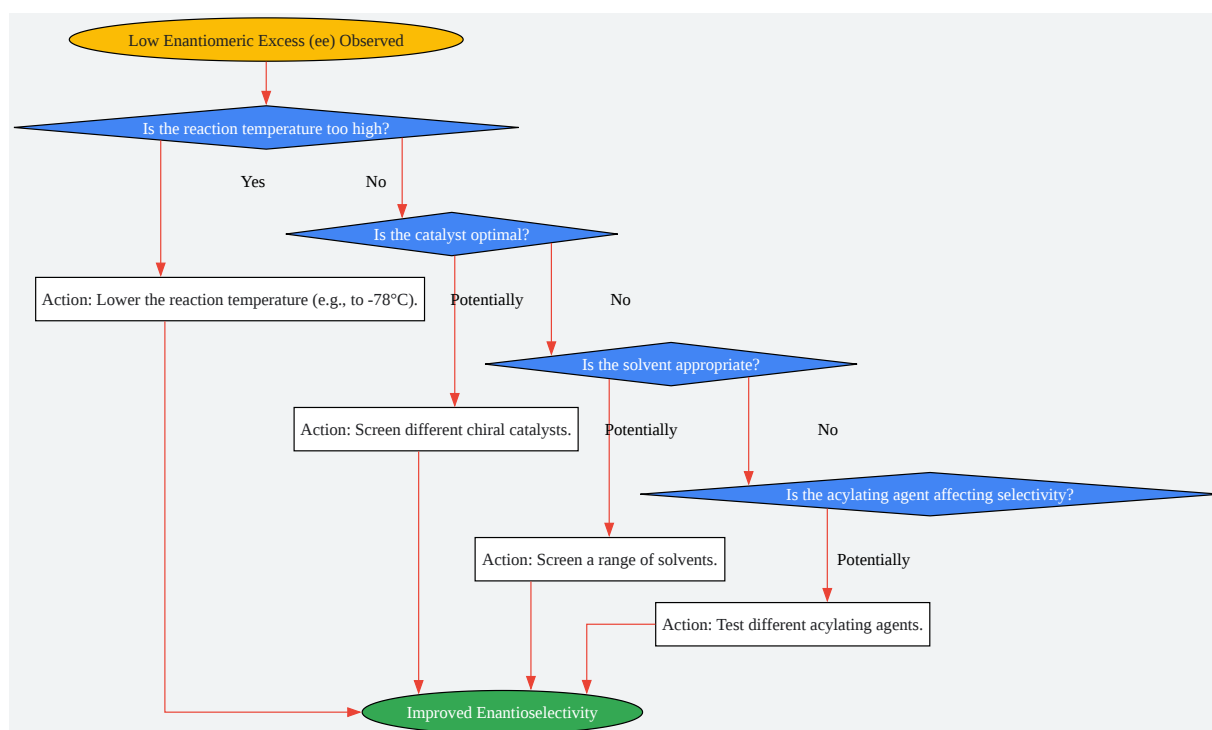 Low Enantiomeric Excess (ee) Observed
Is the reaction temperature too high?
Yes
No
Is the catalyst optimal?
Action: Lower the reaction temperature (e.g., to -78°C).
Potentially
No
Is the solvent appropriate?
Action: Screen different chiral catalysts.
Potentially
No
Is the acylating agent affecting selectivity?
Action: Screen a range of solvents.
Potentially
Action: Test different acylating agents.
Improved Enantioselectivity